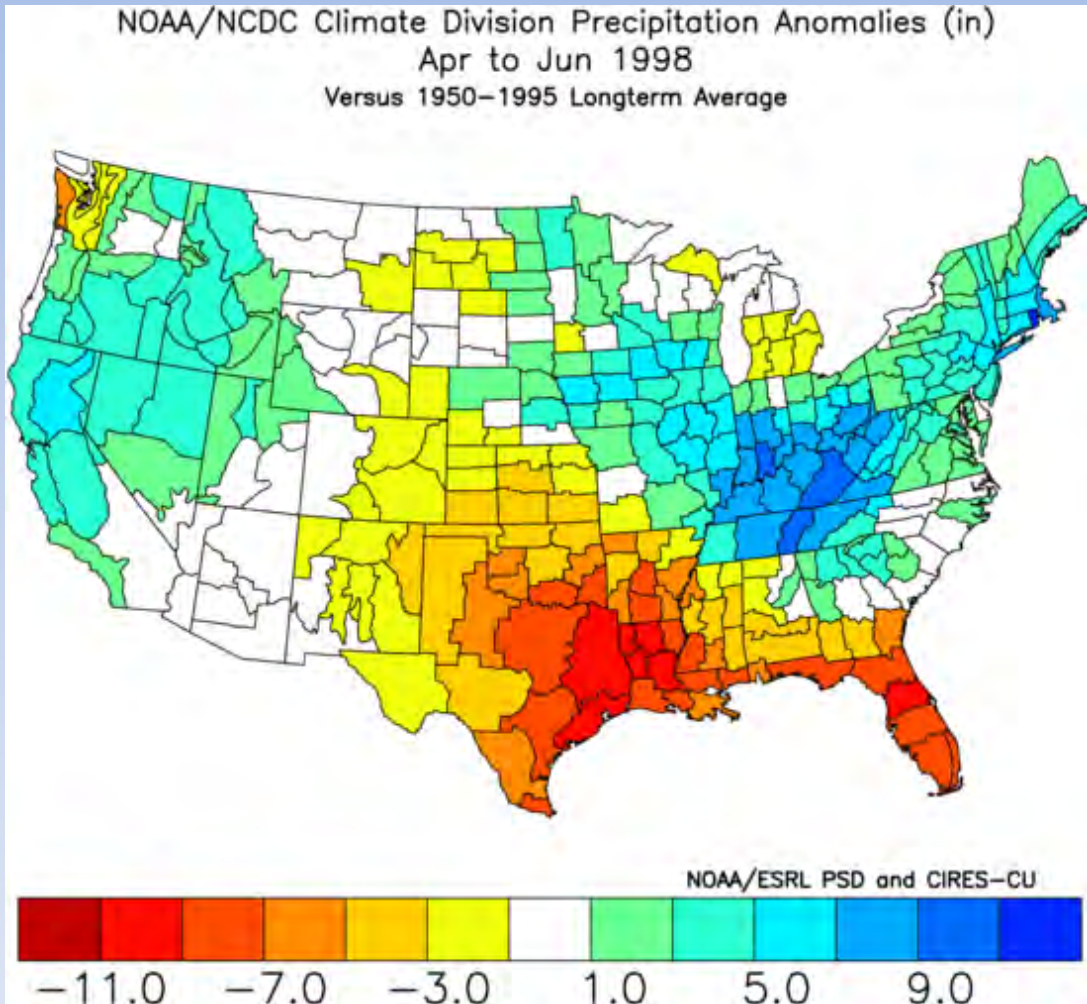 NOAA/NCDC Climate Division Precipitation Anomalies (in)
Apr to Jun 1998
Versus 1950−1995 Longterm Average
NOAA/ESRL PSD and CIRES−CU
−11.0 −7.0 −3.0 1.0 5.0 9.0